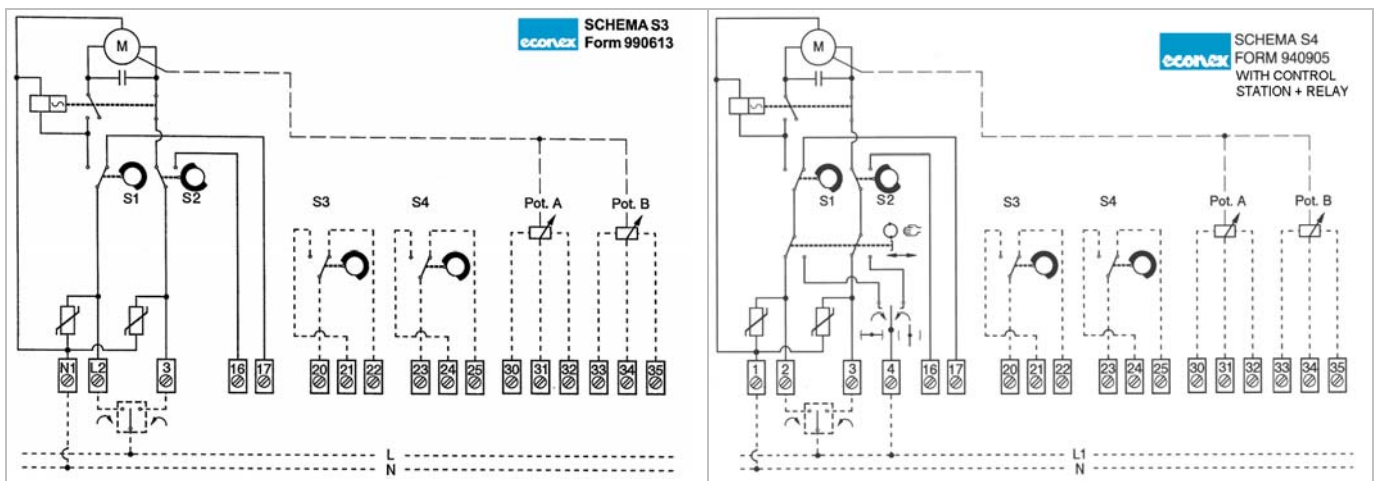 econex
SCHEMA S3
Form 990613
M
S1
S2
S3
S4
Pot. A
Pot. B
N1 L2 3 16 17 20 21 22 23 24 25 30 31 32 33 34 35
L
N
econex
SCHEMA S4
FORM 940905
WITH CONTROL
STATION + RELAY
M
S1
S2
S3
S4
Pot. A
Pot. B
1 2 3 4 16 17 20 21 22 23 24 25 30 31 32 33 34 35
L1
N